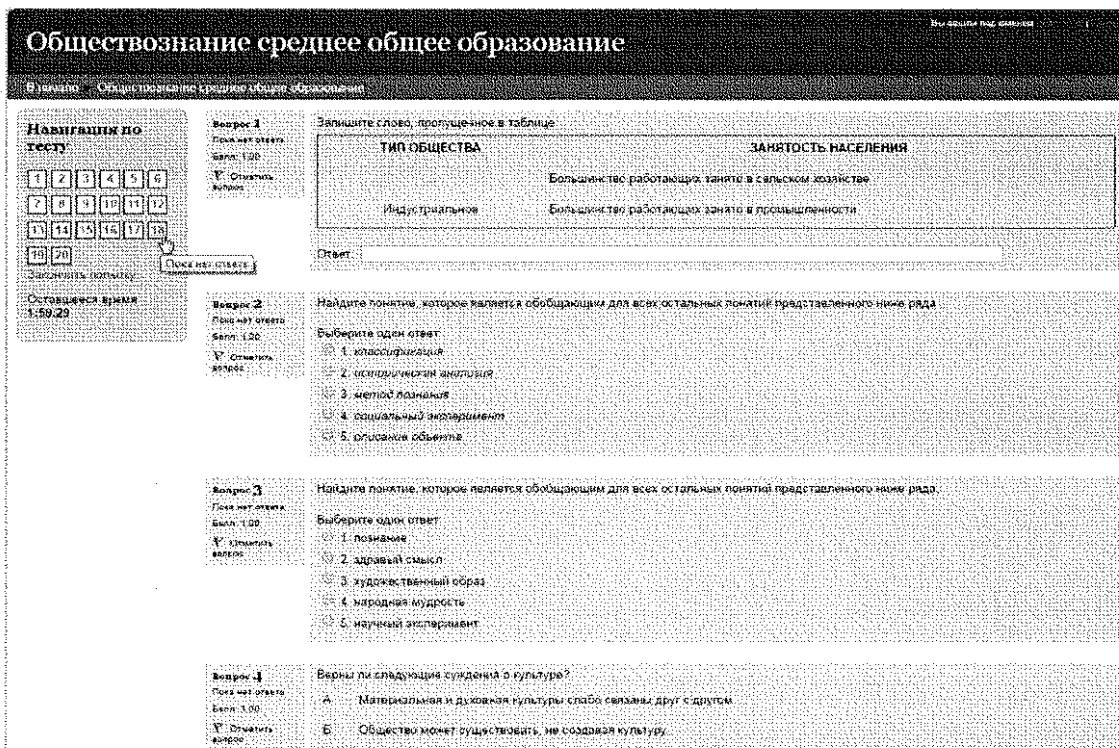 Вы зашли под именем
Обществознание среднее общее образование
В начало Обществознание среднее общее образование
Навигация по
тесту
1 2 3 4 5 6
7 8 9 10 11 12
13 14 15 16 17 18
19 20
Пока нет ответа
Закончить попытку
Оставшееся время
1:59:29
Вопрос 1
Пока нет ответа
Балл: 1,00
Отметить
вопрос
Запишите слово, пропущенное в таблице
ТИП ОБЩЕСТВА ЗАНЯТОСТЬ НАСЕЛЕНИЯ
Большинство работающих занято в сельском хозяйстве
Индустриальное Большинство работающих занято в промышленности
Ответ:
Вопрос 2
Пока нет ответа
Балл: 1,00
Отметить
вопрос
Найдите понятие, которое является обобщающим для всех остальных понятий представленного ниже ряда
Выберите один ответ:
1. классификация
2. историческая аналогия
3. метод познания
4. социальный эксперимент
5. описание объекта
Вопрос 3
Пока нет ответа
Балл: 1,00
Отметить
вопрос
Найдите понятие, которое является обобщающим для всех остальных понятий представленного ниже ряда.
Выберите один ответ:
1. познание
2. здравый смысл
3. художественный образ
4. народная мудрость
5. научный эксперимент
Вопрос 4
Пока нет ответа
Балл: 1,00
Отметить
вопрос
Верны ли следующие суждения о культуре?
А Материальная и духовная культуры слабо связаны друг с другом
Б Общество может существовать, не создавая культуру